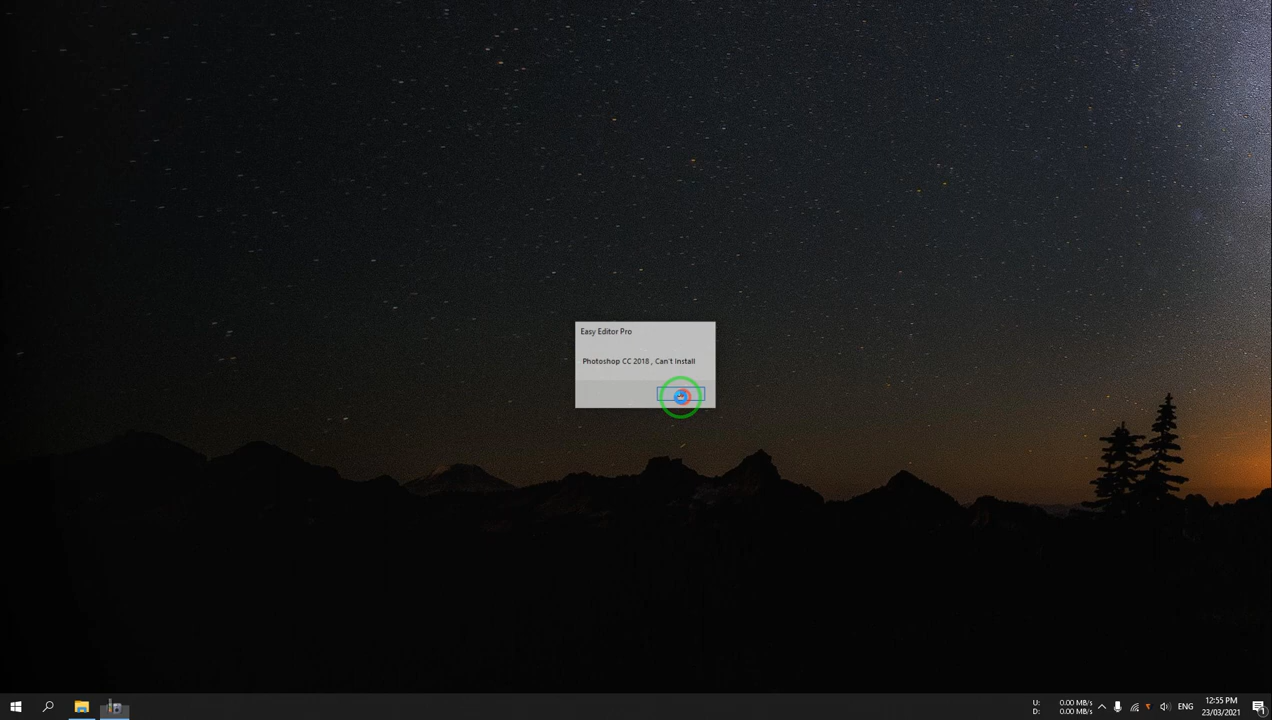 Easy Editor Pro
Photoshop CC 2018 , Can't Install
U: 0.00 MB/s
D: 0.00 MB/s
ENG
12:55 PM
23/03/2021
1